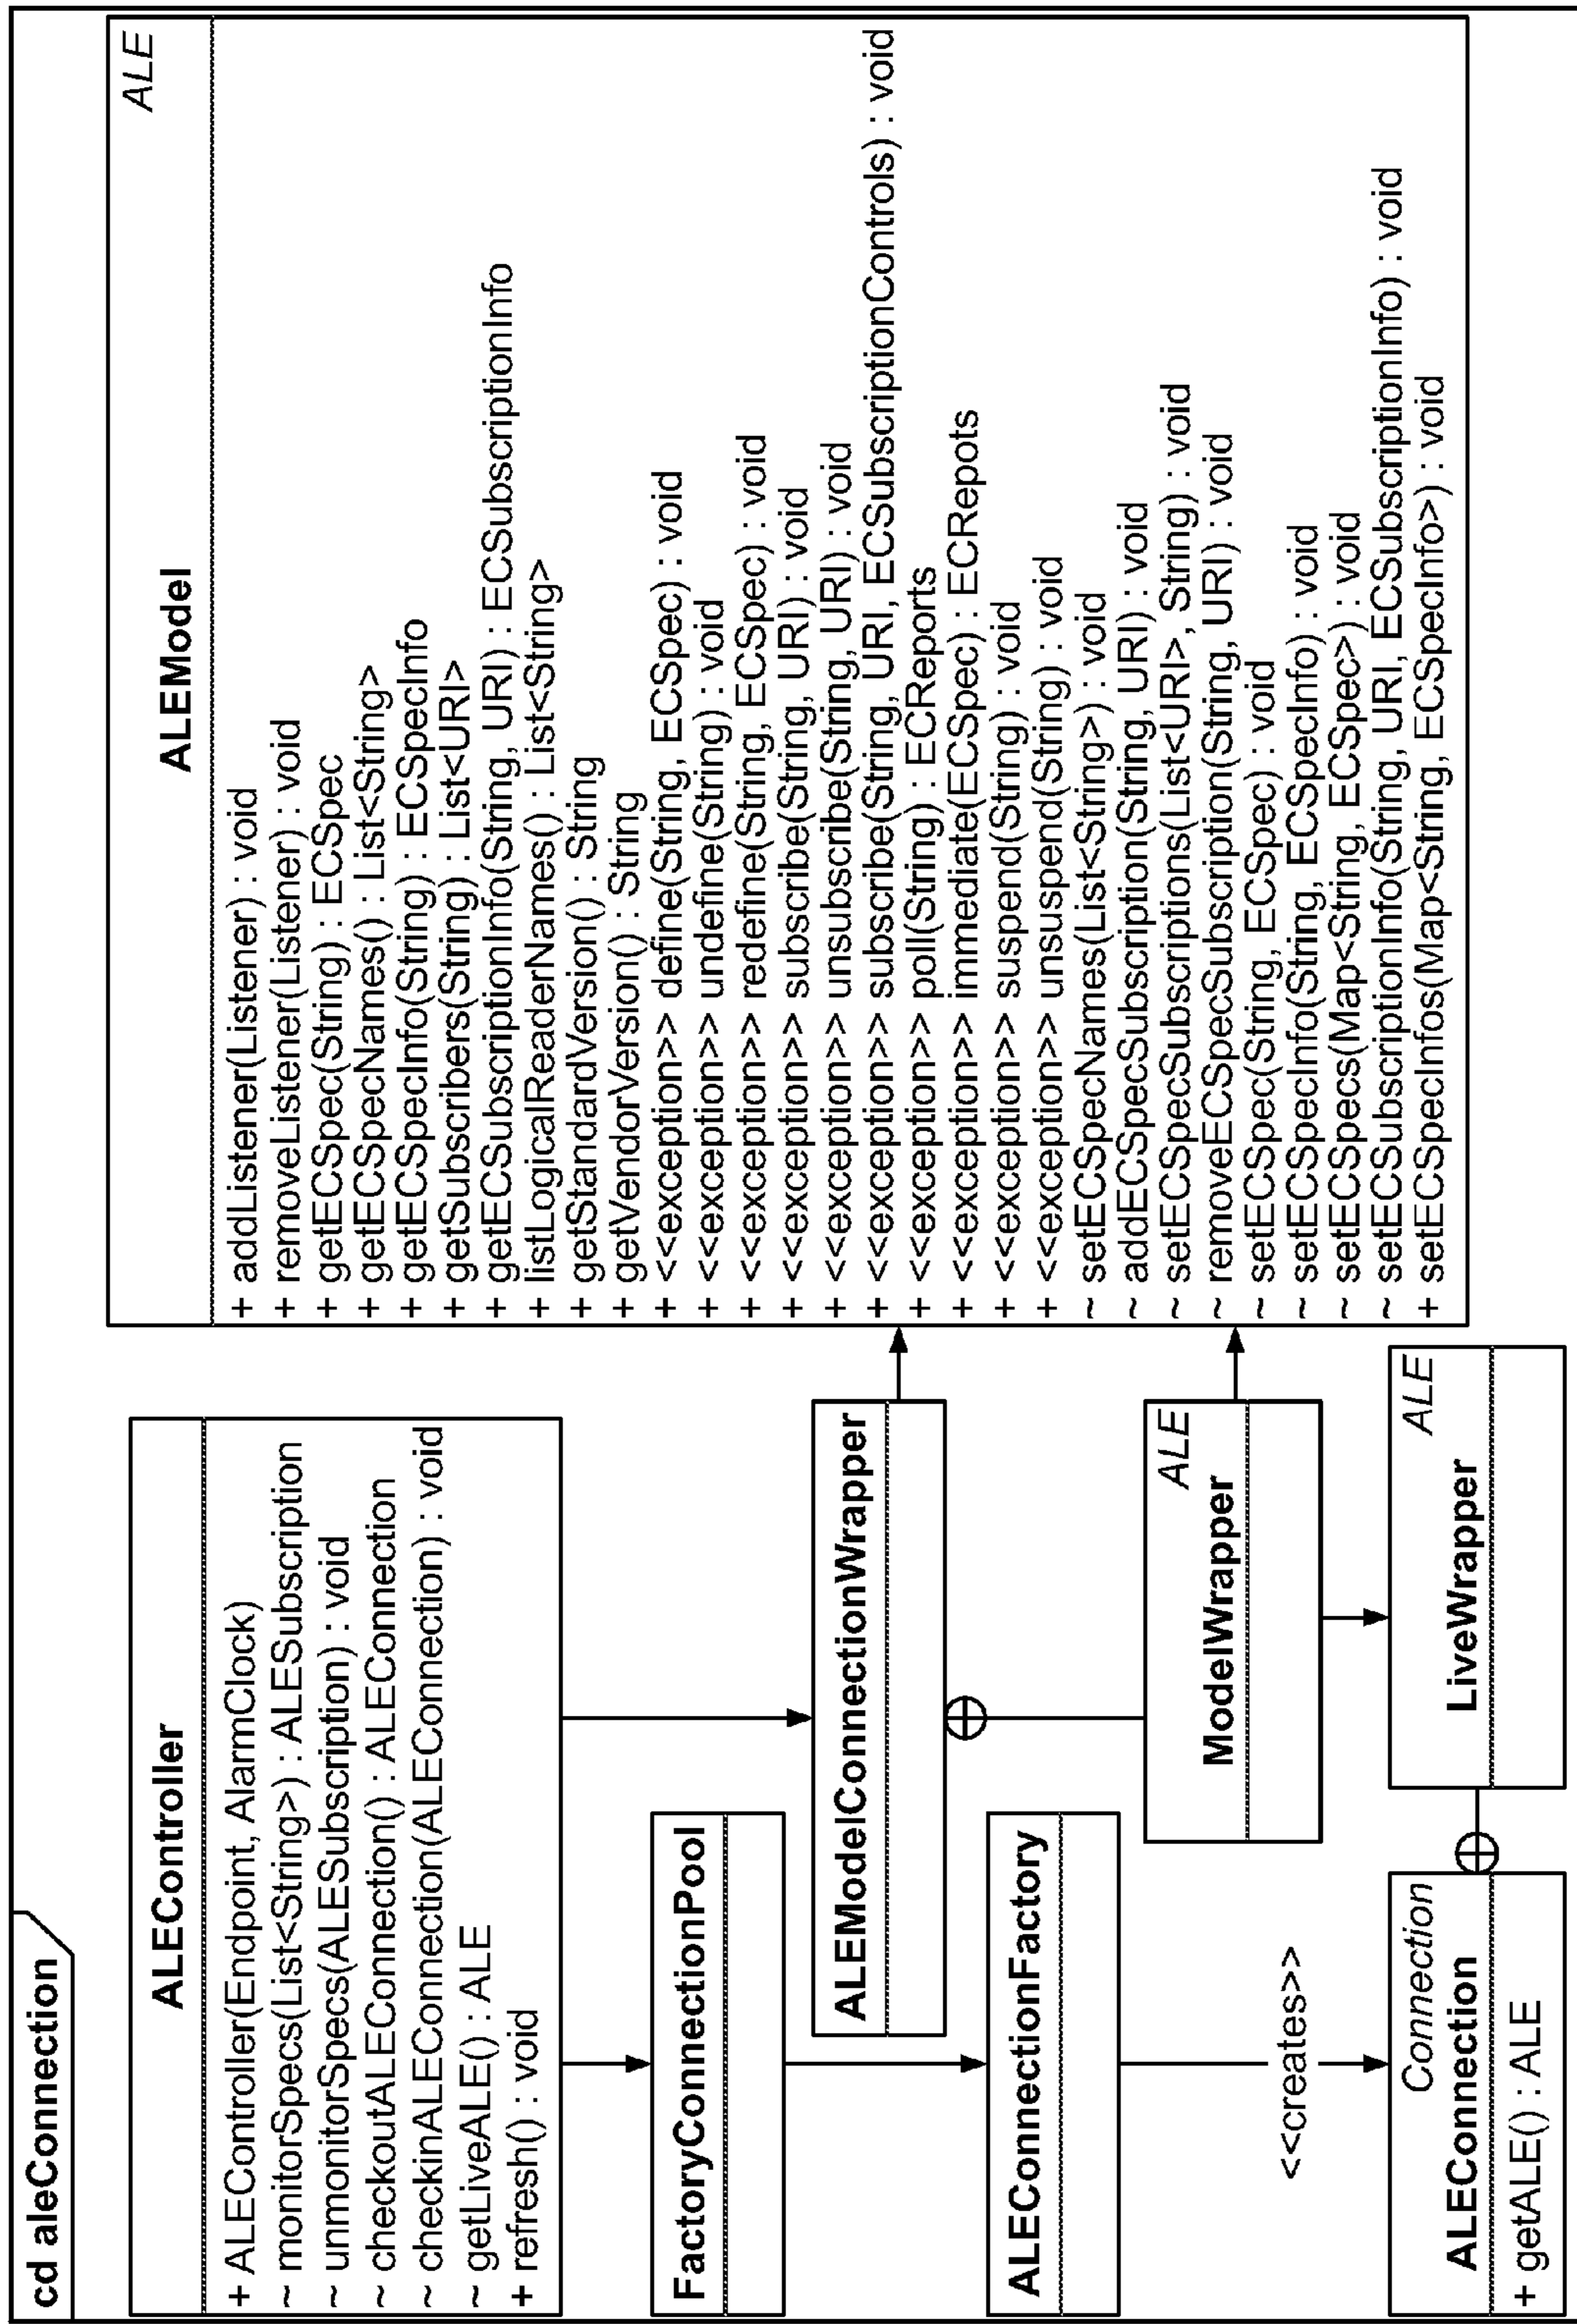 cd aleConnection
ALEController
+ ALEController(Endpoint, AlarmClock)
~ monitorSpecs(List<String>) : ALESubscription
~ unmonitorSpecs(ALESubscription) : void
~ checkoutALEConnection() : ALEConnection
~ checkinALEConnection(ALEConnection) : void
~ getLiveALE() : ALE
+ refresh() : void
FactoryConnectionPool
ALEModelConnectionWrapper
ALEConnectionFactory
<<creates>>
ALE
ModelWrapper
Connection
ALEConnection
+ getALE() : ALE
ALE
LiveWrapper
ALE
ALEModel
+ addListener(Listener) : void
+ removeListener(Listener) : void
+ getECSpec(String) : ECSpec
+ getECSpecNames() : List<String>
+ getECSpecInfo(String) : ECSpecInfo
+ getSubscribers(String) : List<URI>
+ getECSubscriptionInfo(String, URI) : ECSubscriptionInfo
+ listLogicalReaderNames() : List<String>
+ getStandardVersion() : String
+ getVendorVersion() : String
+ <<exception>> define(String, ECSpec) : void
+ <<exception>> undefine(String) : void
+ <<exception>> redefine(String, ECSpec) : void
+ <<exception>> subscribe(String, URI) : void
+ <<exception>> unsubscribe(String, URI) : void
+ <<exception>> subscribe(String, URI, ECSubscriptionControls) : void
+ <<exception>> poll(String) : ECReports
+ <<exception>> immediate(ECSpec) : ECRepots
+ <<exception>> suspend(String) : void
+ <<exception>> unsuspend(String) : void
~ setECSpecNames(List<String>) : void
~ addECSpecSubscription(String, URI) : void
~ setECSpecSubscriptions(List<URI>, String) : void
~ removeECSpecSubscription(String, URI) : void
~ setECSpec(String, ECSpec) : void
~ setECSpecInfo(String, ECSpecInfo) : void
~ setECSpecs(Map<String, ECSpec>) : void
~ setECSubscriptionInfo(String, URI, ECSubscriptionInfo) : void
+ setECSpecInfos(Map<String, ECSpecInfo>) : void